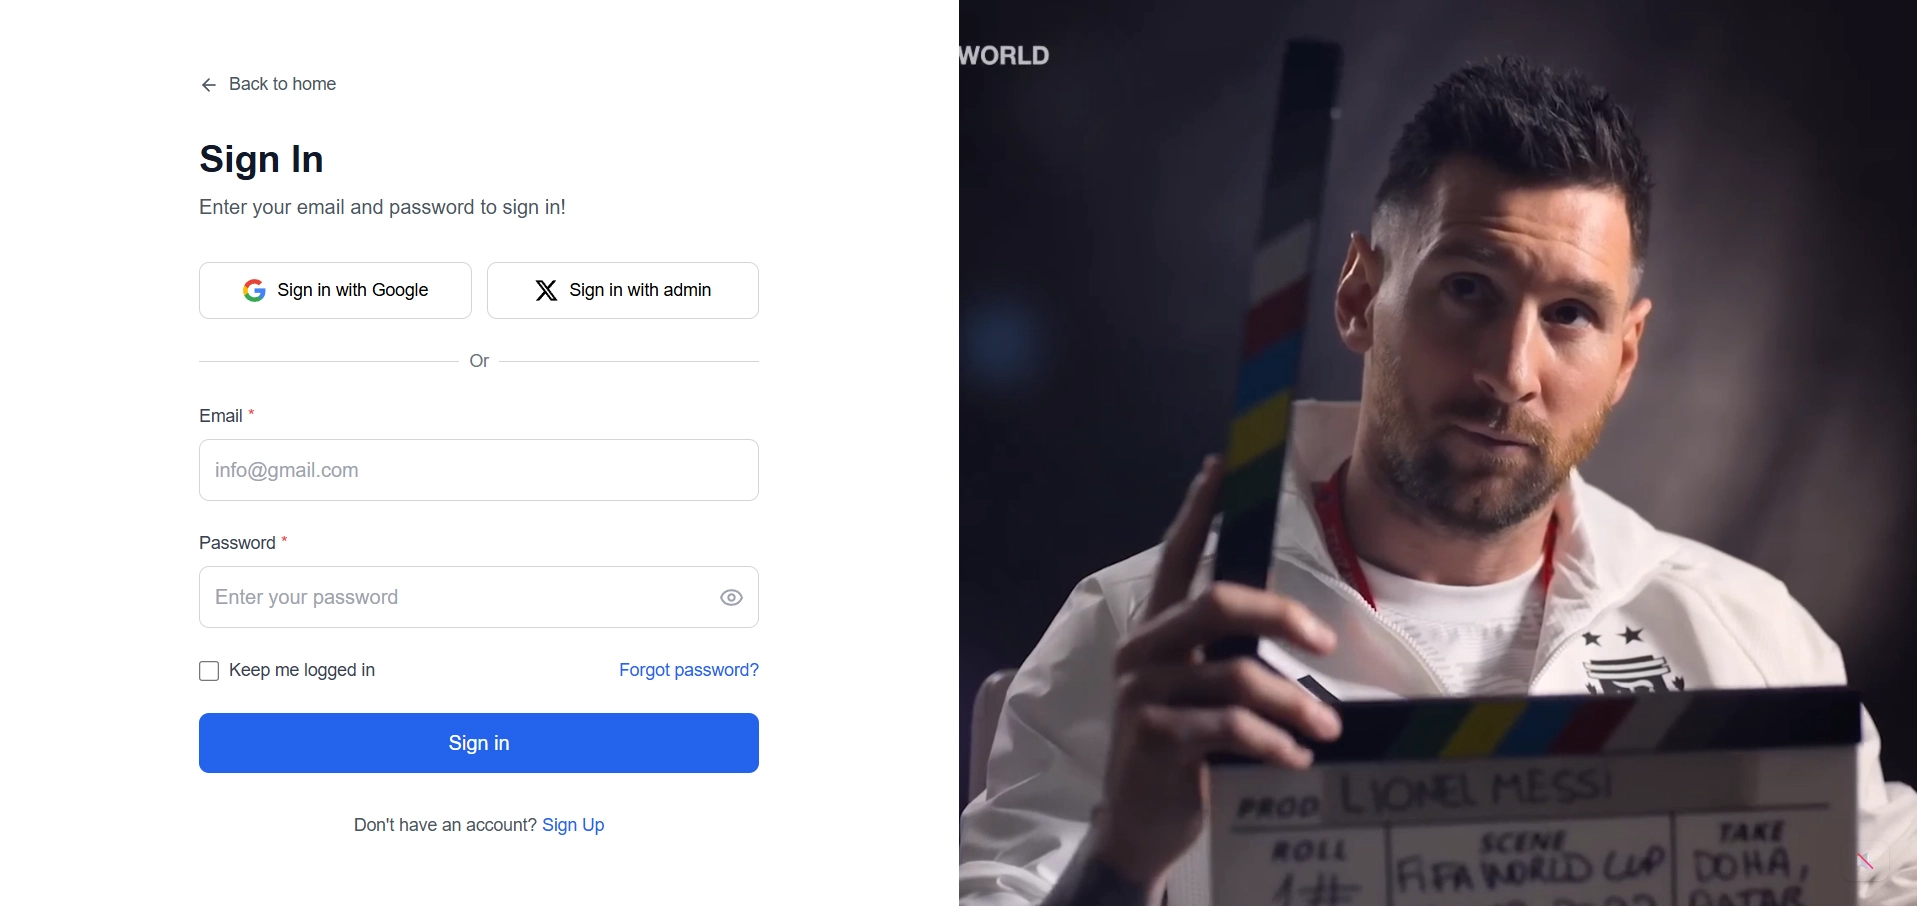 Back to home
Sign In
Enter your email and password to sign in!
Sign in with Google
Sign in with admin
Or
Email *
info@gmail.com
Password *
Enter your password
Keep me logged in
Forgot password?
Sign in
Don't have an account? Sign Up
WORLD
PROD LIONEL MESSI
ROLL
SCENE
TAKE
1#
FIFA WORLD CUP
DOHA,
QATAR